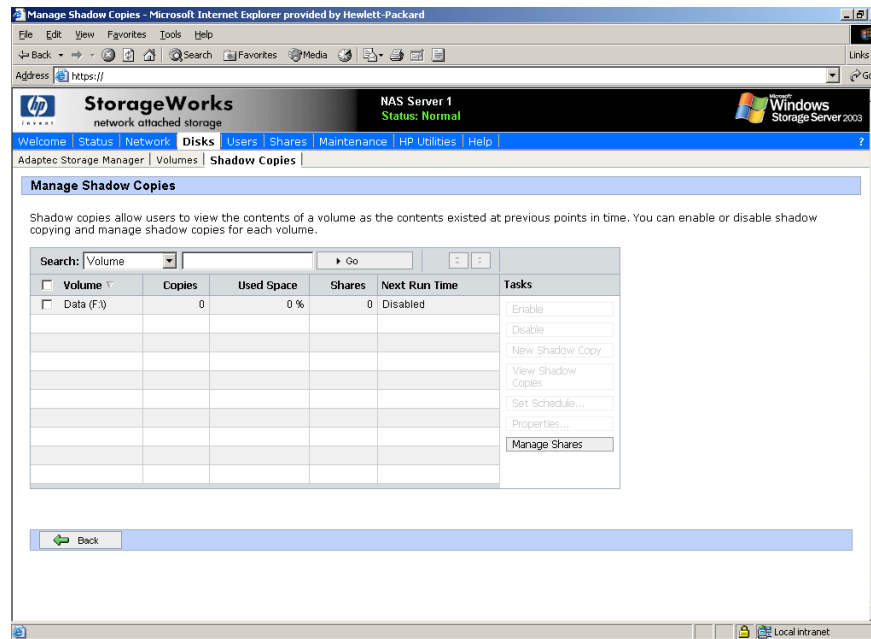 Manage Shadow Copies - Microsoft Internet Explorer provided by Hewlett-Packard
File Edit View Favorites Tools Help
Back Search Favorites Media Links
Address https://
hp
invent
StorageWorks
network attached storage
NAS Server 1
Status: Normal
Microsoft
Windows
Storage Server 2003
Welcome Status Network Disks Users Shares Maintenance HP Utilities Help ?
Adaptec Storage Manager Volumes Shadow Copies
Manage Shadow Copies
Shadow copies allow users to view the contents of a volume as the contents existed at previous points in time. You can enable or disable shadow
copying and manage shadow copies for each volume.
Search: Volume Go
Volume Copies Used Space Shares Next Run Time Tasks
Data (F:\) 0 0 % 0 Disabled
Enable
Disable
New Shadow Copy
View Shadow
Copies
Set Schedule...
Properties...
Manage Shares
Back
Local intranet